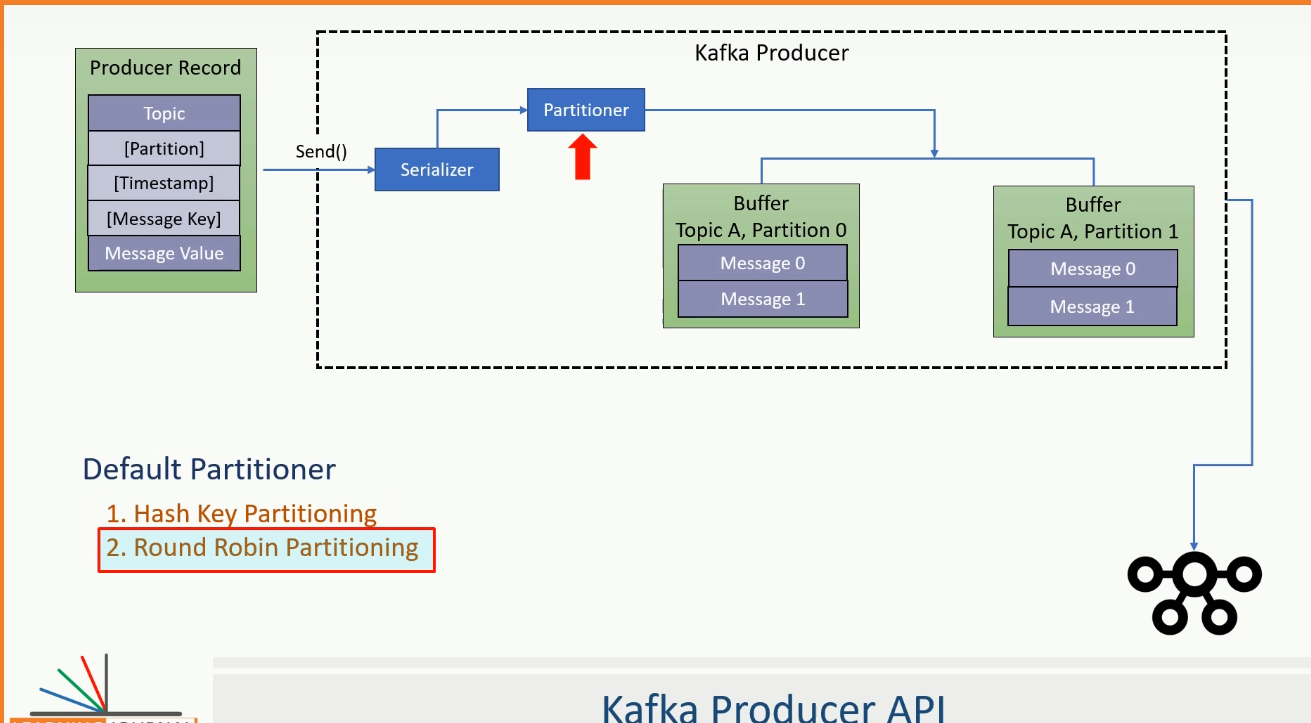 Kafka Producer
Producer Record
Topic
[Partition]
[Timestamp]
[Message Key]
Message Value
Send()
Serializer
Partitioner
Buffer
Topic A, Partition 0
Message 0
Message 1
Buffer
Topic A, Partition 1
Message 0
Message 1
Default Partitioner
1. Hash Key Partitioning
2. Round Robin Partitioning
Kafka Producer API